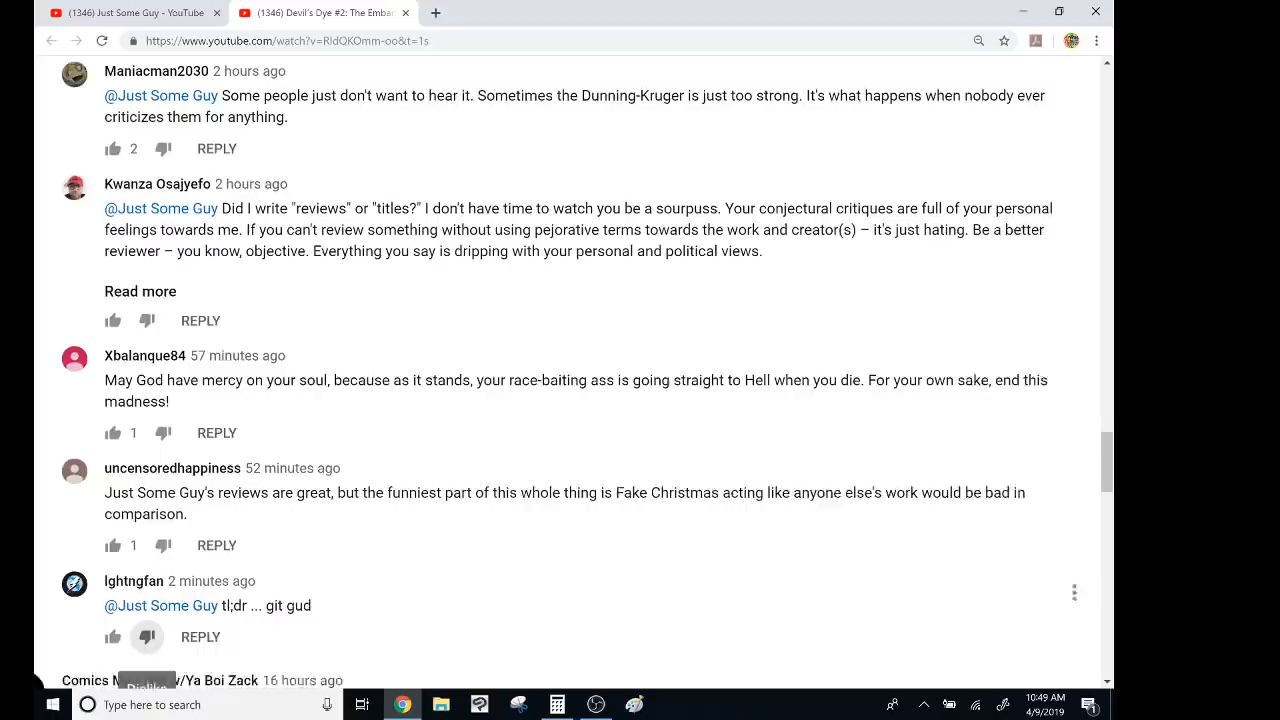 (1346) Just Some Guy - YouTube
(1346) Devil's Dye #2: The Emba
https://www.youtube.com/watch?v=RldQKOmm-oo&t=1s
Maniacman2030 2 hours ago
@Just Some Guy Some people just don't want to hear it. Sometimes the Dunning-Kruger is just too strong. It's what happens when nobody ever
criticizes them for anything.
2 REPLY
Kwanza Osajyefo 2 hours ago
@Just Some Guy Did I write "reviews" or "titles?" I don't have time to watch you be a sourpuss. Your conjectural critiques are full of your personal
feelings towards me. If you can't review something without using pejorative terms towards the work and creator(s) – it's just hating. Be a better
reviewer – you know, objective. Everything you say is dripping with your personal and political views.
Read more
REPLY
Xbalanque84 57 minutes ago
May God have mercy on your soul, because as it stands, your race-baiting ass is going straight to Hell when you die. For your own sake, end this
madness!
1 REPLY
uncensoredhappiness 52 minutes ago
Just Some Guy's reviews are great, but the funniest part of this whole thing is Fake Christmas acting like anyone else's work would be bad in
comparison.
1 REPLY
lghtngfan 2 minutes ago
@Just Some Guy tl;dr ... git gud
REPLY
Comics M w/Ya Boi Zack 16 hours ago
Dislike
Type here to search
10:49 AM
4/9/2019
1